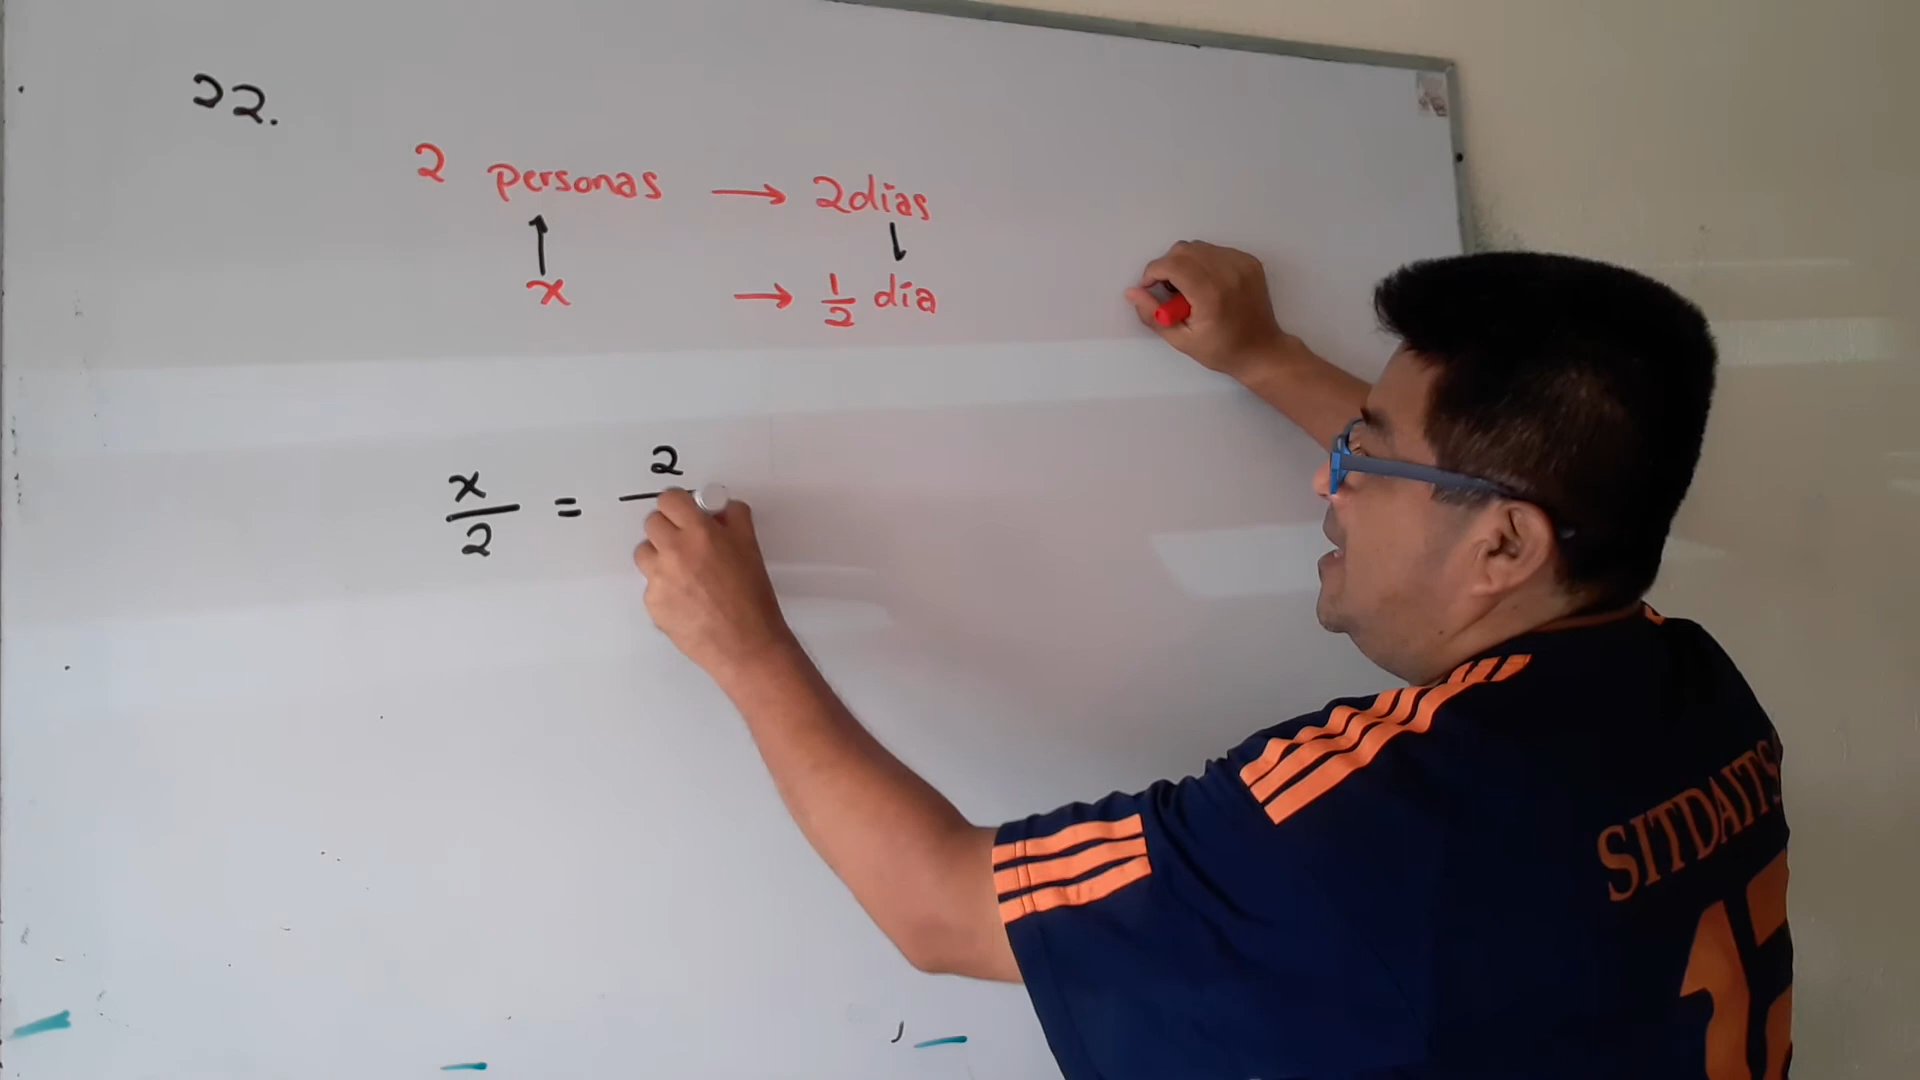 22.
2 personas → 2días
x → 1/2 día
x/2 = 2
SITDAITS